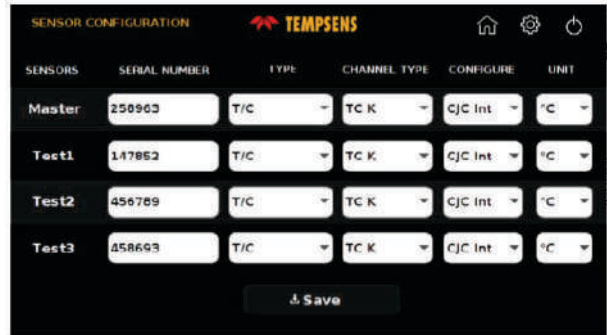 SENSOR CONFIGURATION TEMPSENS
SENSORS SERIAL NUMBER TYPE CHANNEL TYPE CONFIGURE UNIT
Master 258963 T/C TC K CJC Int °C
Test1 147852 T/C TC K CJC Int °C
Test2 456789 T/C TC K CJC Int °C
Test3 458693 T/C TC K CJC Int °C
Save